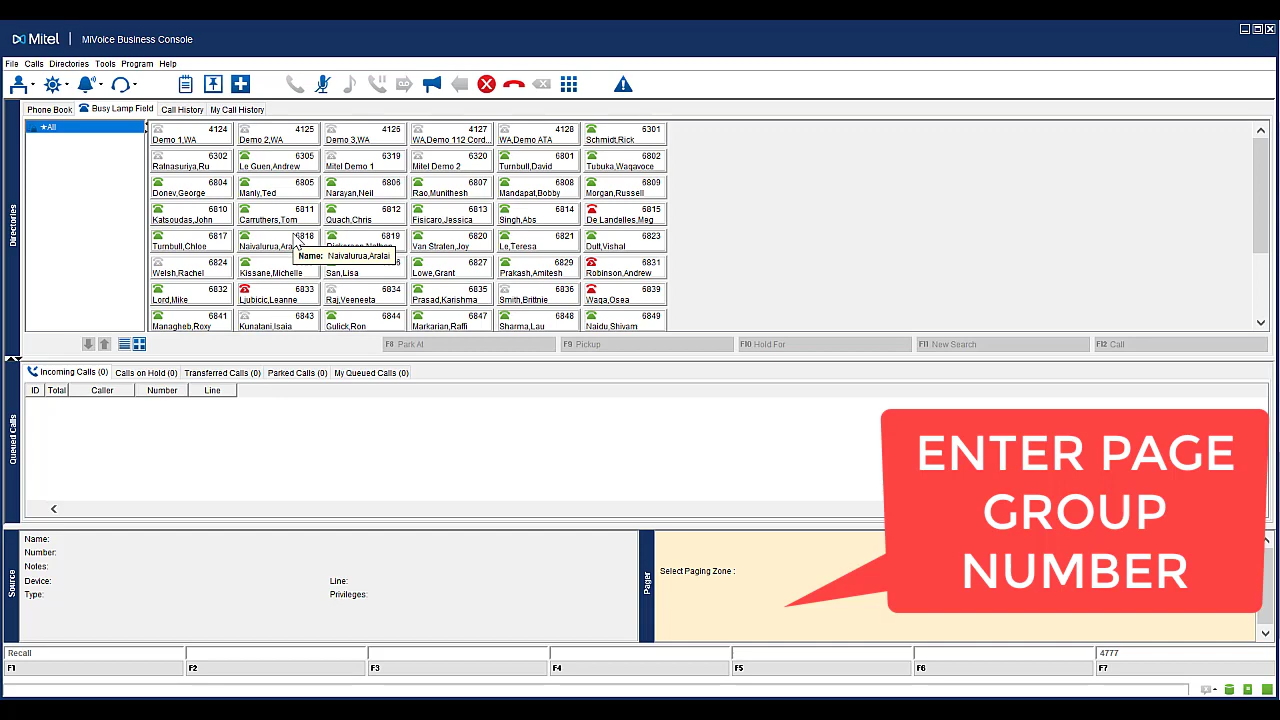 Mitel | MiVoice Business Console
File Calls Directories Tools Program Help
Phone Book Busy Lamp Field Call History My Call History
Directories
★All
4124 4125 4126 4127 4128 6301
Demo 1,WA Demo 2,WA Demo 3,WA WA,Demo 112 Cord... WA,Demo ATA Schmidt,Rick
6302 6305 6319 6320 6801 6802
Ratnasuriya,Ru Le Guen,Andrew Mitel Demo 1 Mitel Demo 2 Turnbull,David Tubuka,Waqavoce
6804 6805 6806 6807 6808 6809
Donev,George Manly,Ted Narayan,Neil Rao,Munithesh Mandapat,Bobby Morgan,Russell
6810 6811 6812 6813 6814 6815
Katsoudas,John Carruthers,Tom Quach,Chris Fisicaro,Jessica Singh,Abs De Landelles,Meg
6817 6818 6819 6820 6821 6823
Turnbull,Chloe Naivalurua,Ara Van Straten,Joy Le,Teresa Dutt,Vishal
Name: Naivalurua,Aralai
6824 6827 6829 6831
Welsh,Rachel Kissane,Michelle San,Lisa Lowe,Grant Prakash,Amitesh Robinson,Andrew
6832 6833 6834 6835 6836 6839
Lord,Mike Ljubicic,Leanne Raj,Veeneeta Prasad,Karishma Smith,Brittnie Waqa,Osea
6841 6843 6844 6847 6848 6849
Managheb,Roxy Kunatani,Isaia Gulick,Ron Markarian,Raffi Sharma,Lau Naidu,Shivam
F8 Park At F9 Pickup F10 Hold For F11 New Search F12 Call
Queued Calls
Incoming Calls (0) Calls on Hold (0) Transferred Calls (0) Parked Calls (0) My Queued Calls (0)
ID Total Caller Number Line
ENTER PAGE
GROUP
NUMBER
Source
Name:
Number:
Notes:
Device: Line:
Type: Privileges:
Pager
Select Paging Zone :
Recall 4777
F1 F2 F3 F4 F5 F6 F7